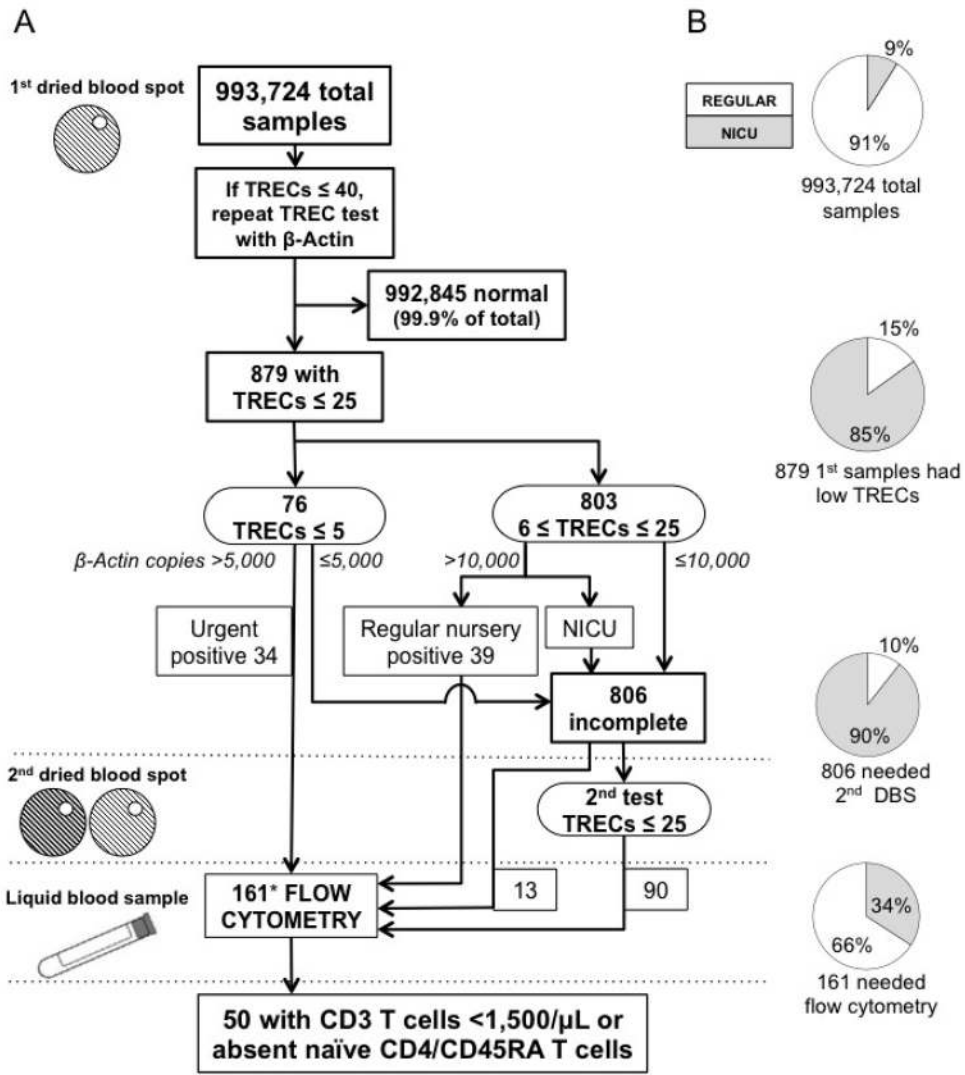 A
1st dried blood spot
993,724 total
samples
If TRECs ≤ 40,
repeat TREC test
with β-Actin
992,845 normal
(99.9% of total)
879 with
TRECs ≤ 25
76
TRECs ≤ 5
803
6 ≤ TRECs ≤ 25
β-Actin copies >5,000
≤5,000
>10,000
≤10,000
Urgent
positive 34
Regular nursery
positive 39
NICU
806
incomplete
2nd dried blood spot
2nd test
TRECs ≤ 25
Liquid blood sample
161* FLOW
CYTOMETRY
13
90
50 with CD3 T cells <1,500/μL or
absent naïve CD4/CD45RA T cells
B
REGULAR
NICU
9%
91%
993,724 total
samples
15%
85%
879 1st samples had
low TRECs
10%
90%
806 needed
2nd DBS
34%
66%
161 needed
flow cytometry